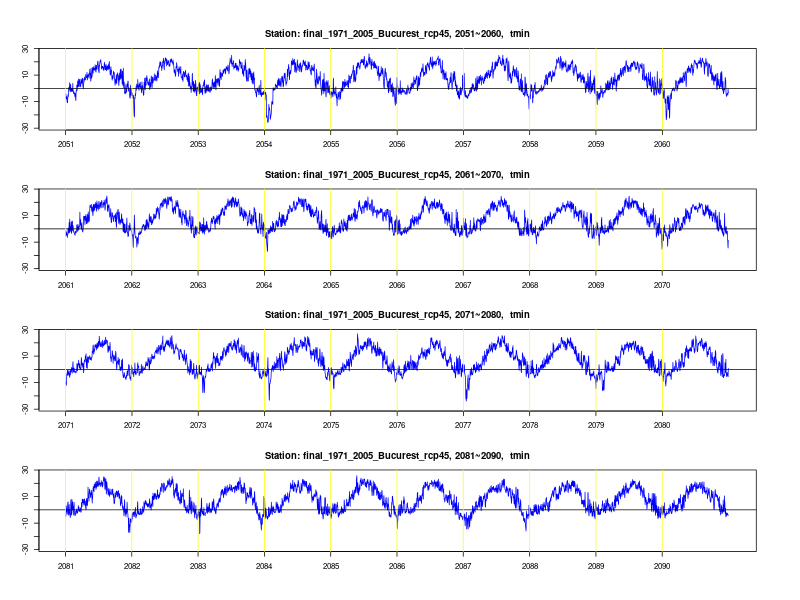 Station: final_1971_2005_Bucurest_rcp45, 2051~2060, tmin
30
10
-10
-30
2051 2052 2053 2054 2055 2056 2057 2058 2059 2060
Station: final_1971_2005_Bucurest_rcp45, 2061~2070, tmin
30
10
-10
-30
2061 2062 2063 2064 2065 2066 2067 2068 2069 2070
Station: final_1971_2005_Bucurest_rcp45, 2071~2080, tmin
30
10
-10
-30
2071 2072 2073 2074 2075 2076 2077 2078 2079 2080
Station: final_1971_2005_Bucurest_rcp45, 2081~2090, tmin
30
10
-10
-30
2081 2082 2083 2084 2085 2086 2087 2088 2089 2090